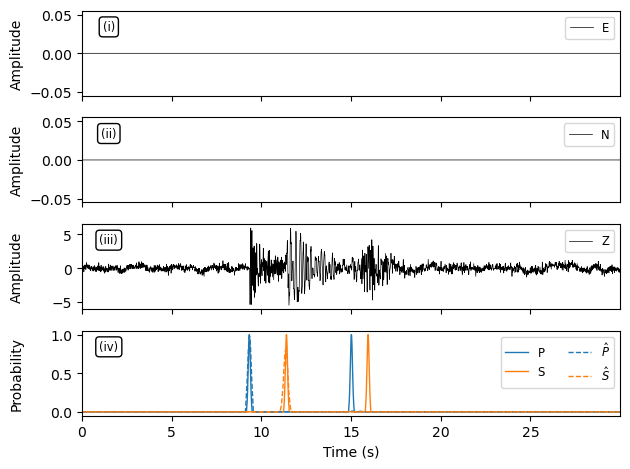 Amplitude
0.05
0.00
−0.05
(i)
E
Amplitude
0.05
0.00
−0.05
(ii)
N
Amplitude
5
0
−5
(iii)
Z
Probability
1.0
0.5
0.0
(iv)
P
S
P̂
Ŝ
0 5 10 15 20 25
Time (s)